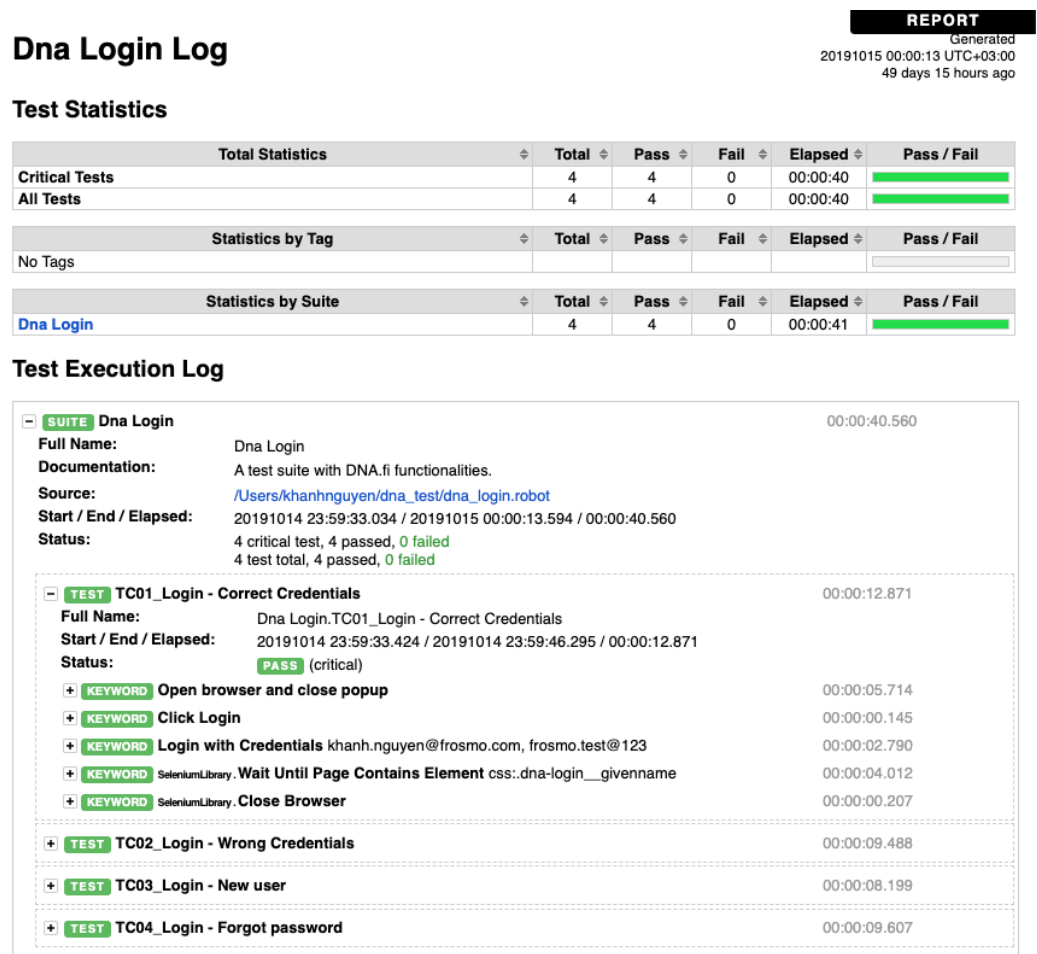 REPORT
Dna Login Log
Generated
20191015 00:00:13 UTC+03:00
49 days 15 hours ago
Test Statistics
Total Statistics Total Pass Fail Elapsed Pass / Fail
Critical Tests 4 4 0 00:00:40
All Tests 4 4 0 00:00:40
Statistics by Tag Total Pass Fail Elapsed Pass / Fail
No Tags
Statistics by Suite Total Pass Fail Elapsed Pass / Fail
Dna Login 4 4 0 00:00:41
Test Execution Log
SUITE Dna Login 00:00:40.560
Full Name: Dna Login
Documentation: A test suite with DNA.fi functionalities.
Source: /Users/khanhnguyen/dna_test/dna_login.robot
Start / End / Elapsed: 20191014 23:59:33.034 / 20191015 00:00:13.594 / 00:00:40.560
Status: 4 critical test, 4 passed, 0 failed
4 test total, 4 passed, 0 failed
TEST TC01_Login - Correct Credentials 00:00:12.871
Full Name: Dna Login.TC01_Login - Correct Credentials
Start / End / Elapsed: 20191014 23:59:33.424 / 20191014 23:59:46.295 / 00:00:12.871
Status: PASS (critical)
KEYWORD Open browser and close popup 00:00:05.714
KEYWORD Click Login 00:00:00.145
KEYWORD Login with Credentials khanh.nguyen@frosmo.com, frosmo.test@123 00:00:02.790
KEYWORD SeleniumLibrary. Wait Until Page Contains Element css:.dna-login__givenname 00:00:04.012
KEYWORD SeleniumLibrary. Close Browser 00:00:00.207
TEST TC02_Login - Wrong Credentials 00:00:09.488
TEST TC03_Login - New user 00:00:08.199
TEST TC04_Login - Forgot password 00:00:09.607